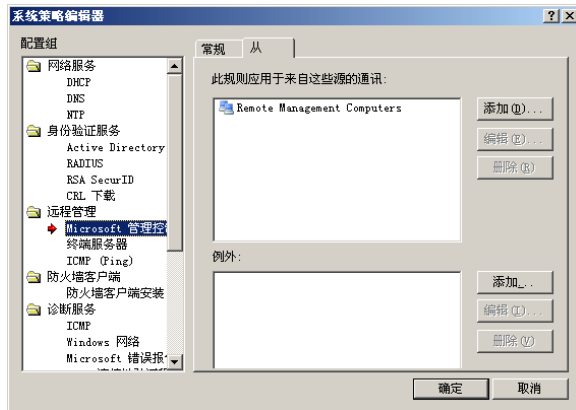 系统策略编辑器
配置组
网络服务
DHCP
DNS
NTP
身份验证服务
Active Directory
RADIUS
RSA SecurID
CRL 下载
远程管理
Microsoft 管理控
终端服务器
ICMP (Ping)
防火墙客户端
防火墙客户端安装
诊断服务
ICMP
Windows 网络
Microsoft 错误报
常规
从
此规则应用于来自这些源的通讯:
Remote Management Computers
添加(D)...
编辑(E)...
删除(R)
例外:
添加...
编辑(I)...
删除(V)
确定
取消